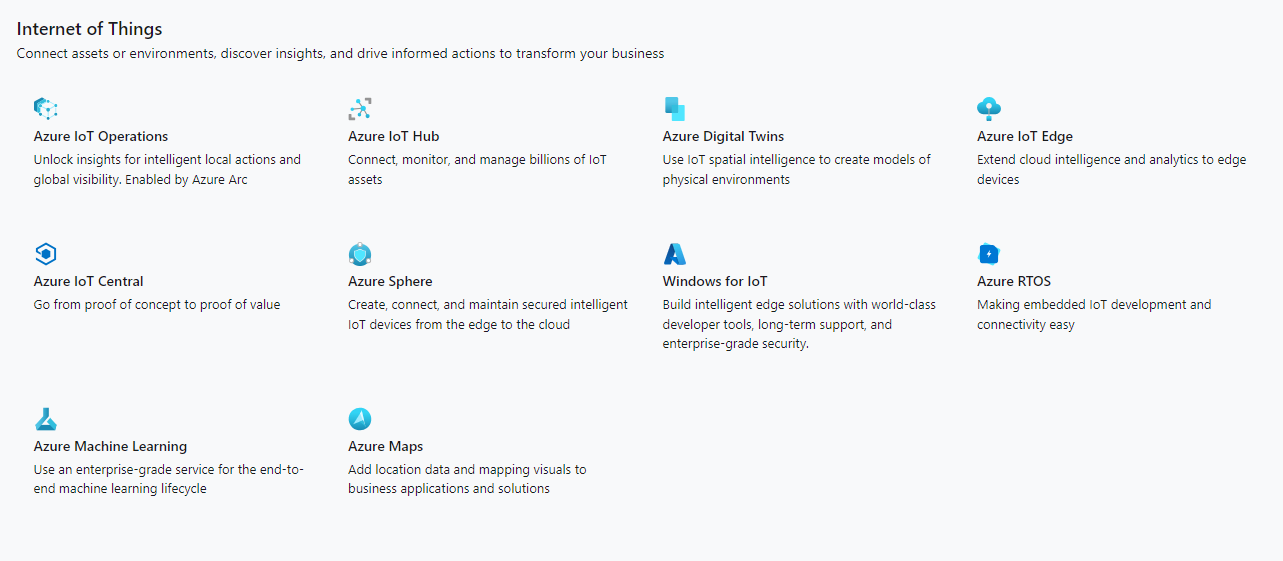 Internet of Things
Connect assets or environments, discover insights, and drive informed actions to transform your business
Azure IoT Operations
Unlock insights for intelligent local actions and
global visibility. Enabled by Azure Arc
Azure IoT Hub
Connect, monitor, and manage billions of IoT
assets
Azure Digital Twins
Use IoT spatial intelligence to create models of
physical environments
Azure IoT Edge
Extend cloud intelligence and analytics to edge
devices
Azure IoT Central
Go from proof of concept to proof of value
Azure Sphere
Create, connect, and maintain secured intelligent
IoT devices from the edge to the cloud
Windows for IoT
Build intelligent edge solutions with world-class
developer tools, long-term support, and
enterprise-grade security.
Azure RTOS
Making embedded IoT development and
connectivity easy
Azure Machine Learning
Use an enterprise-grade service for the end-to-
end machine learning lifecycle
Azure Maps
Add location data and mapping visuals to
business applications and solutions